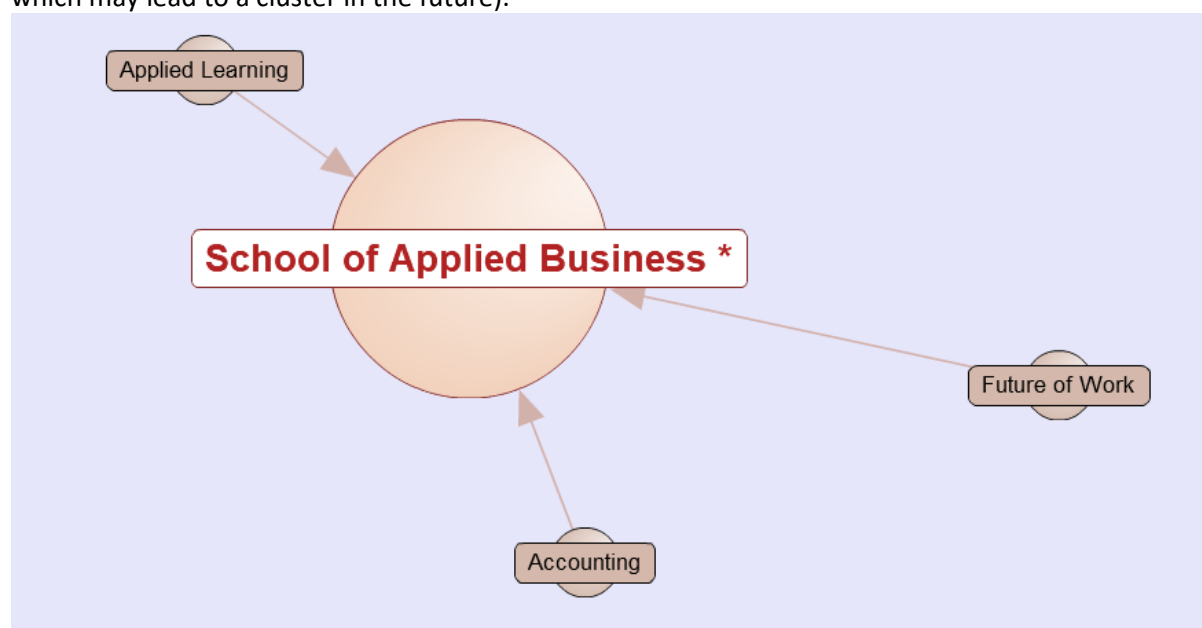 which may lead to a cluster in the future).
Applied Learning
School of Applied Business *
Future of Work
Accounting